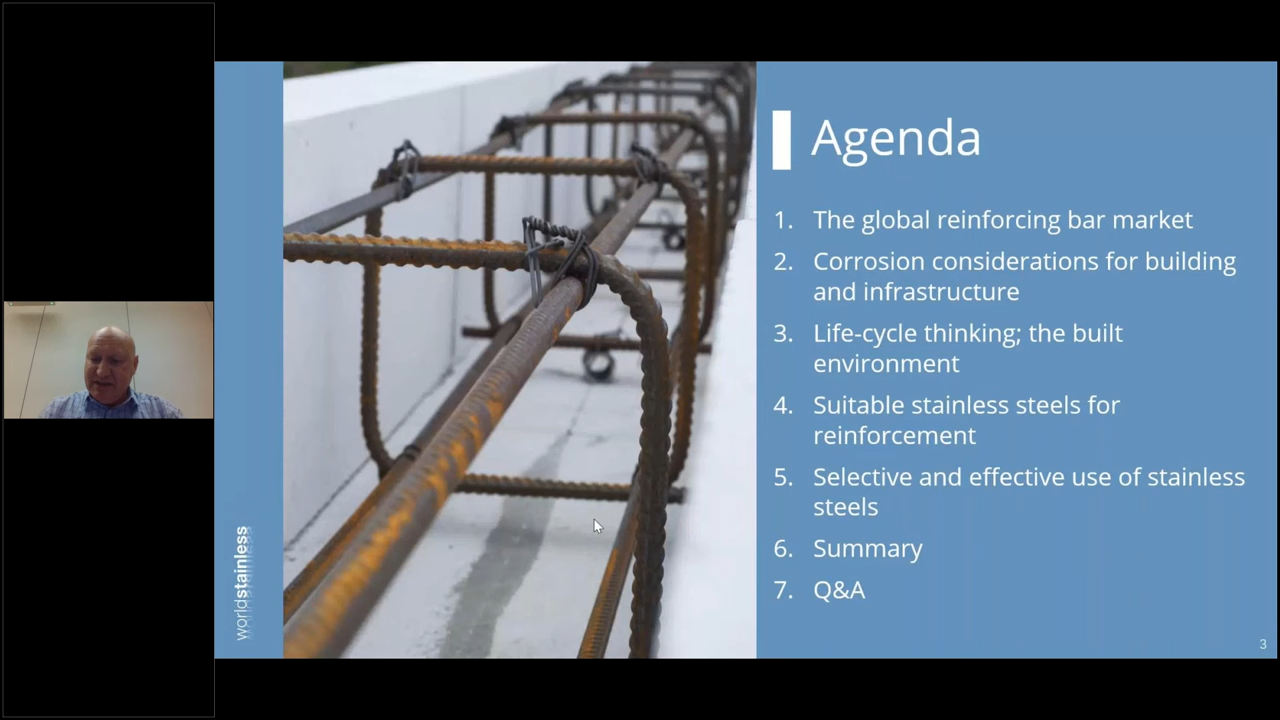 Agenda
1. The global reinforcing bar market
2. Corrosion considerations for building
and infrastructure
3. Life-cycle thinking; the built
environment
4. Suitable stainless steels for
reinforcement
5. Selective and effective use of stainless
steels
6. Summary
7. Q&A
worldstainless
3